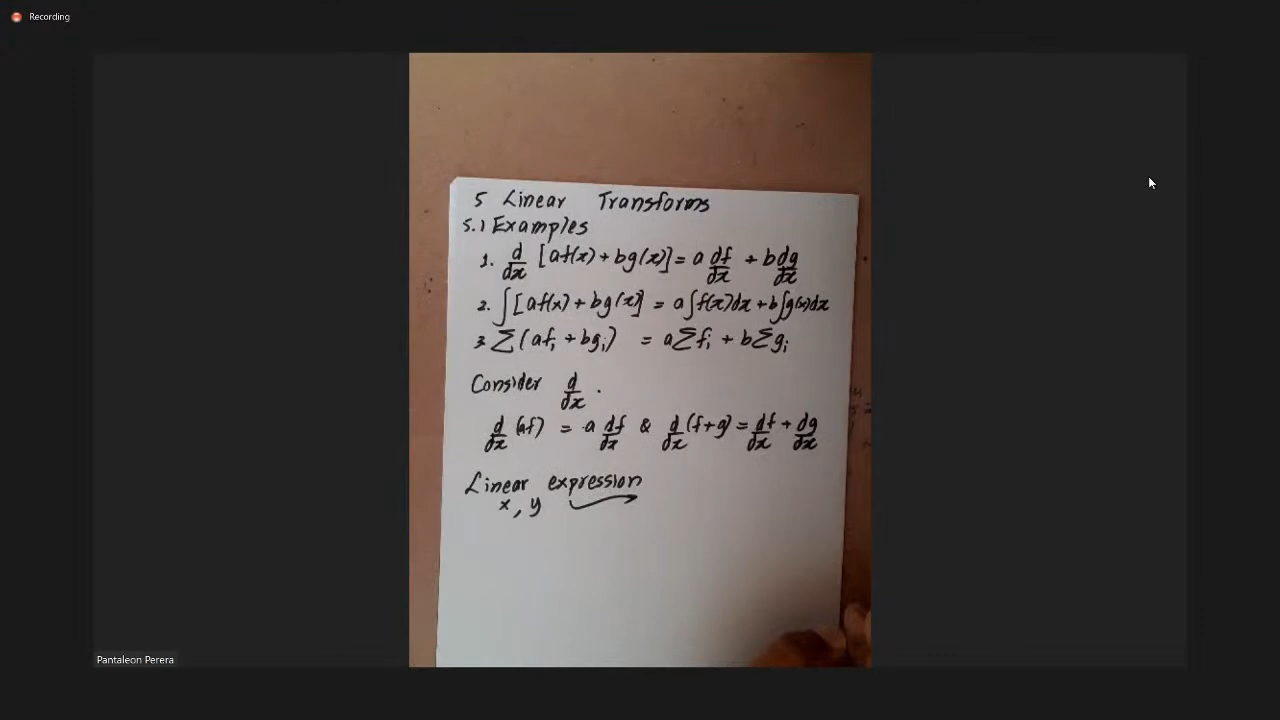 Recording
5 Linear Transforms
5.1 Examples
1. d/dx [af(x) + bg(x)] = a df/dx + b dg/dx
2. ∫[af(x) + bg(x)] = a∫f(x)dx + b∫g(x)dx
3. Σ(afᵢ + bgᵢ) = aΣfᵢ + bΣgᵢ
Consider d/dx .
d/dx (af) = a df/dx & d/dx (f+g) = df/dx + dg/dx
Linear expression
x, y
Pantaleon Perera